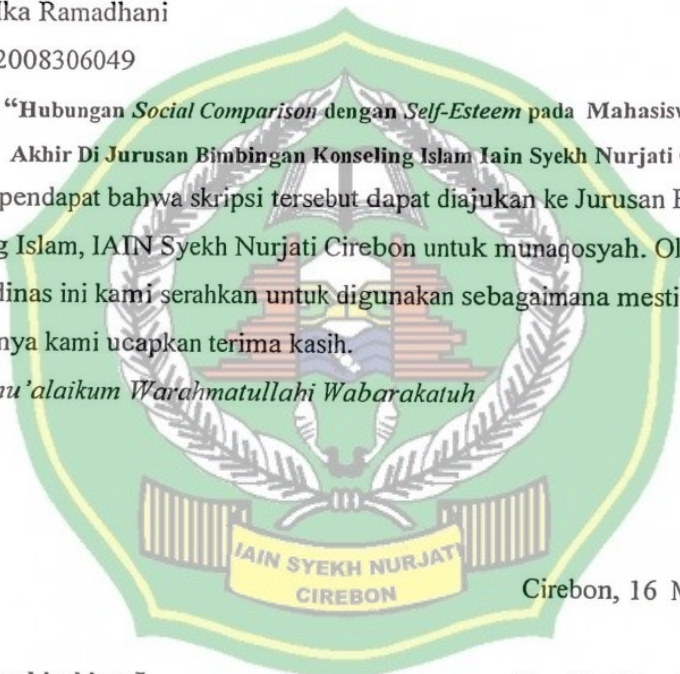 lka Ramadhani
2008306049
“Hubungan Social Comparison dengan Self-Esteem pada Mahasisw
Akhir Di Jurusan Bimbingan Konseling Islam Iain Syekh Nurjati
pendapat bahwa skripsi tersebut dapat diajukan ke Jurusan B
g Islam, IAIN Syekh Nurjati Cirebon untuk munaqosyah. Ol
dinas ini kami serahkan untuk digunakan sebagaimana mesti
nya kami ucapkan terima kasih.
mu’alaikum Warahmatullahi Wabarakatuh
IAIN SYEKH NURJATI
CIREBON
Cirebon, 16 M